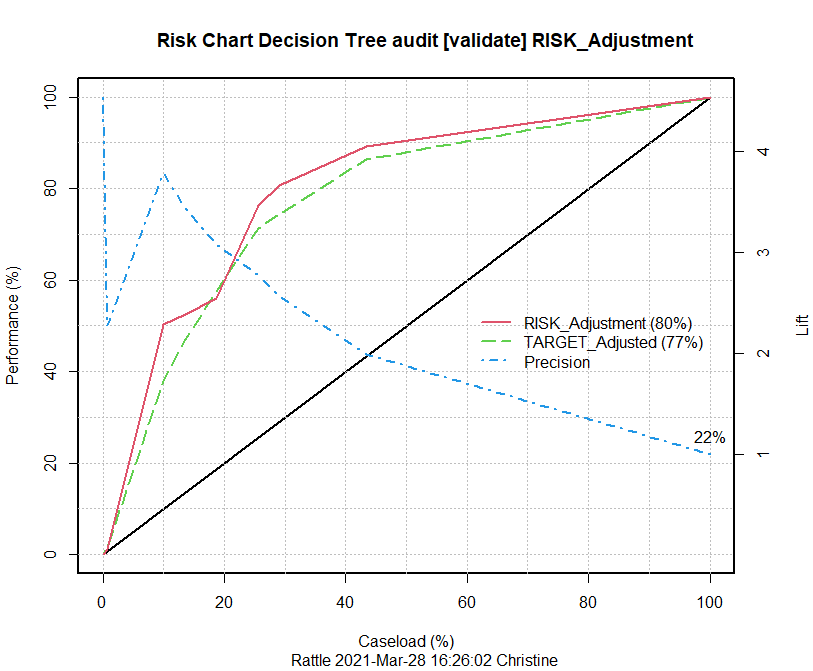 Risk Chart Decision Tree audit [validate] RISK_Adjustment
100
80
60
40
20
0
Performance (%)
4
3
2
1
Lift
RISK_Adjustment (80%)
TARGET_Adjusted (77%)
Precision
22%
0 20 40 60 80 100
Caseload (%)
Rattle 2021-Mar-28 16:26:02 Christine